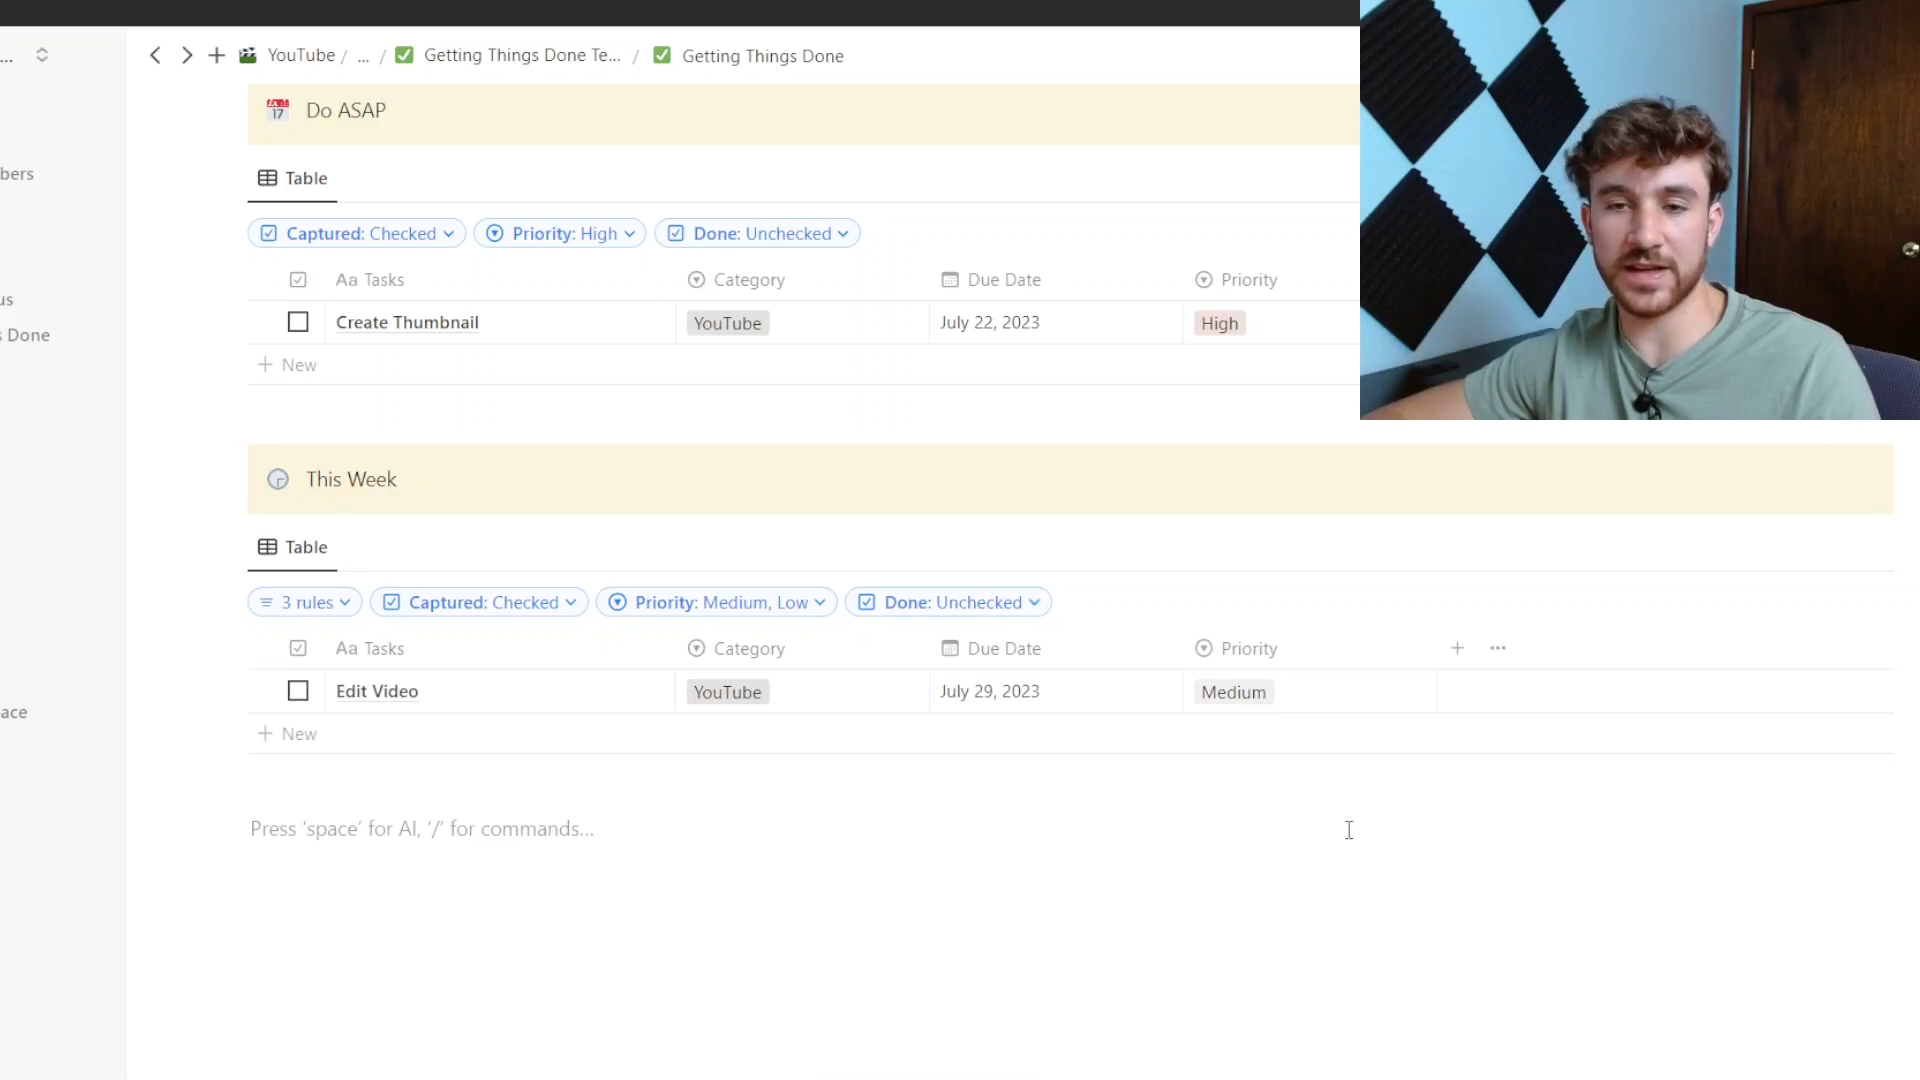 ... YouTube / ... / Getting Things Done Te... / Getting Things Done
17 Do ASAP
bers
Table
Captured: Checked Priority: High Done: Unchecked
Aa Tasks Category Due Date Priority
us
Create Thumbnail YouTube July 22, 2023 High
s Done
+ New
This Week
Table
3 rules Captured: Checked Priority: Medium, Low Done: Unchecked
Aa Tasks Category Due Date Priority + ...
Edit Video YouTube July 29, 2023 Medium
ace
+ New
Press ‘space’ for AI, ‘/’ for commands...